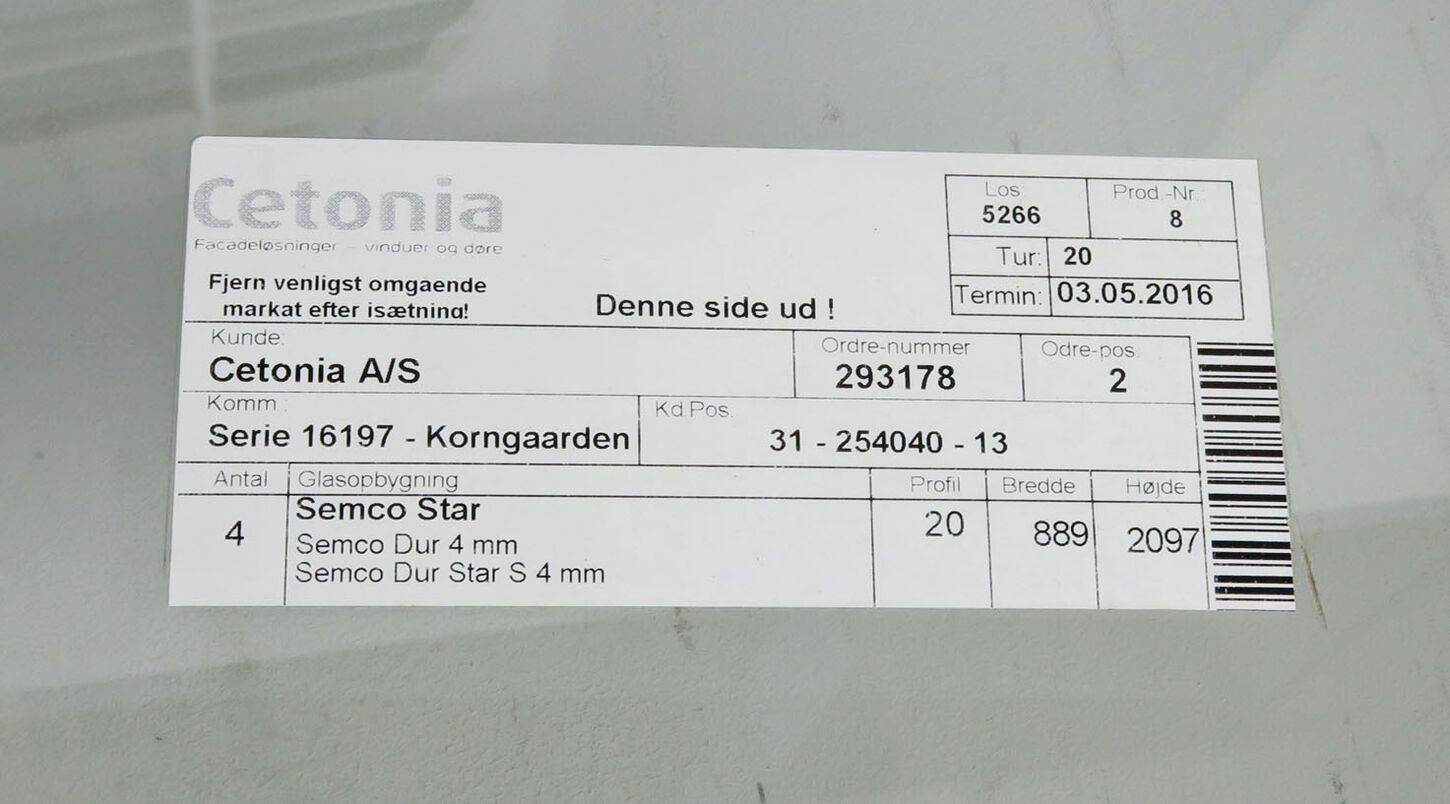 Cetonia
Facadeløsninger - vinduer og døre
Fjern venligst omgaende
markat efter isætning!
Denne side ud !
Los:
5266
Prod.-Nr.:
8
Tur: 20
Termin: 03.05.2016
Kunde:
Cetonia A/S
Ordre-nummer
293178
Odre-pos.
2
Komm.:
Serie 16197 - Korngaarden
Kd.Pos.
31 - 254040 - 13
Antal Glasopbygning Profil Bredde Højde
Semco Star
4 20 889 2097
Semco Dur 4 mm
Semco Dur Star S 4 mm